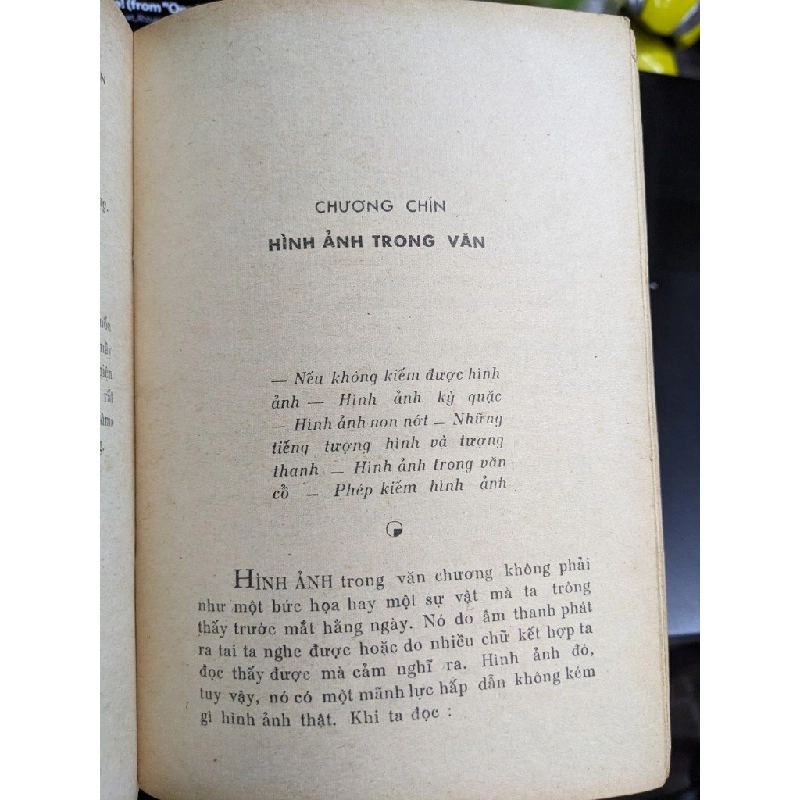 (from "O
CHƯƠNG CHÍN
HÌNH ẢNH TRONG VĂN
— Nếu không kiếm được hình
ảnh — Hình ảnh kỳ quặc
— Hình ảnh non nớt — Những
tiếng tượng hình và tượng
thanh — Hình ảnh trong văn
cổ — Phép kiếm hình ảnh
HÌNH ẢNH trong văn chương không phải
như một bức họa hay một sự vật mà ta trông
thấy trước mắt hằng ngày. Nó do âm thanh phát
ra tai ta nghe được hoặc do nhiều chữ kết hợp ta
đọc thấy được mà cảm nghĩ ra. Hình ảnh đó,
tuy vậy, nó có một mãnh lực hấp dẫn không kém
gì hình ảnh thật. Khi ta đọc :